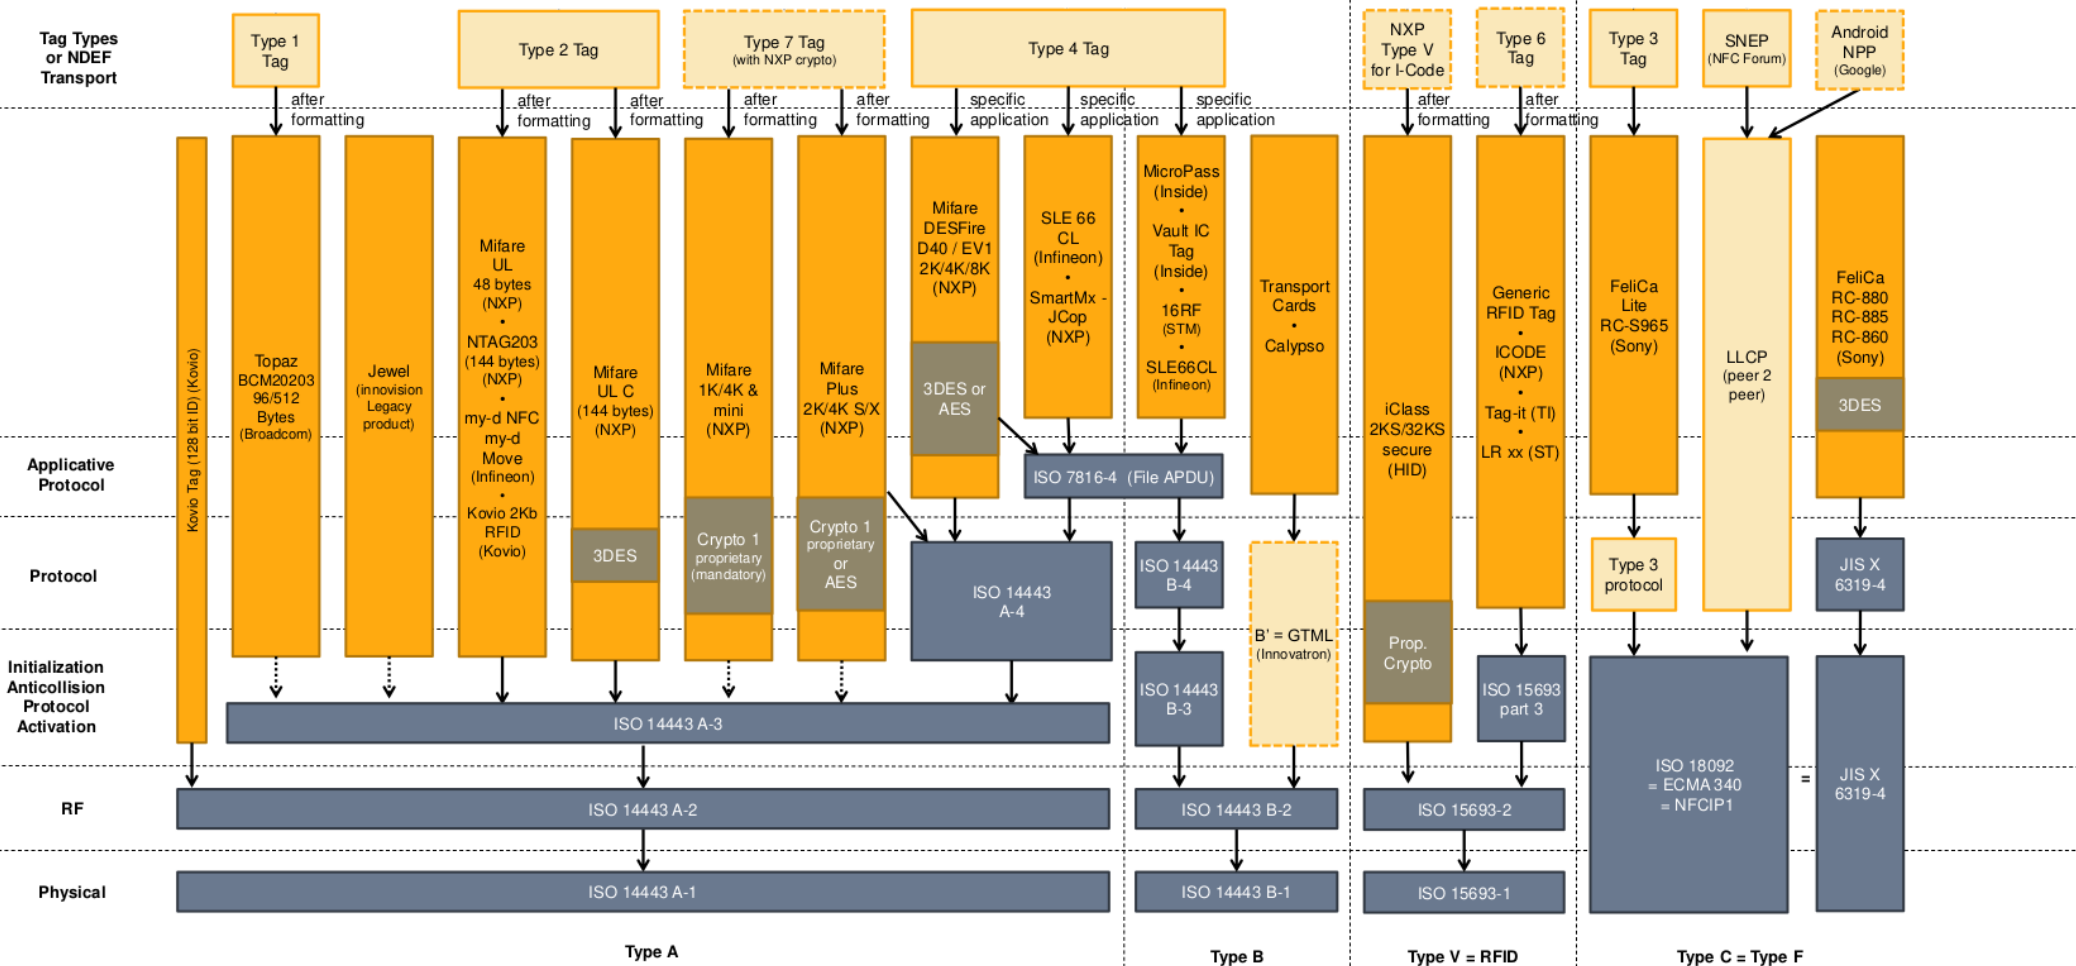 Tag Types
or NDEF
Transport
Type 1
Tag
Type 2 Tag
Type 7 Tag
(with NXP crypto)
Type 4 Tag
NXP
Type V
for I-Code
Type 6
Tag
Type 3
Tag
SNEP
(NFC Forum)
Android
NPP
(Google)
after
formatting
after
formatting
after
formatting
after
formatting
after
formatting
specific
application
specific
application
specific
application
after
formatting
after
formatting
Kovio Tag (128 bit ID) (Kovio)
Topaz
BCM20203
96/512
Bytes
(Broadcom)
Jewel
(innovision
Legacy
product)
Mifare
UL
48 bytes
(NXP)
•
NTAG203
(144 bytes)
(NXP)
•
my-d NFC
my-d
Move
(Infineon)
•
Kovio 2Kb
RFID
(Kovio)
Mifare
UL C
(144 bytes)
(NXP)
3DES
Mifare
1K/4K &
mini
(NXP)
Crypto 1
proprietary
(mandatory)
Mifare
Plus
2K/4K S/X
(NXP)
Crypto 1
proprietary
or
AES
Mifare
DESFire
D40 / EV1
2K/4K/8K
(NXP)
3DES or
AES
SLE 66
CL
(Infineon)
•
SmartMx -
JCop
(NXP)
MicroPass
(Inside)
•
Vault IC
Tag
(Inside)
•
16RF
(STM)
•
SLE66CL
(Infineon)
Transport
Cards
•
Calypso
iClass
2KS/32KS
secure
(HID)
Prop.
Crypto
Generic
RFID Tag
•
ICODE
(NXP)
•
Tag-it (TI)
•
LR xx (ST)
FeliCa
Lite
RC-S965
(Sony)
LLCP
(peer 2
peer)
FeliCa
RC-880
RC-885
RC-860
(Sony)
3DES
Applicative
Protocol
ISO 7816-4 (File APDU)
Protocol
ISO 14443
A-4
ISO 14443
B-4
B' = GTML
(Innovatron)
Type 3
protocol
JIS X
6319-4
Initialization
Anticollision
Protocol
Activation
ISO 14443 A-3
ISO 14443
B-3
ISO 15693
part 3
ISO 18092
= ECMA 340
= NFCIP1
=
JIS X
6319-4
RF
ISO 14443 A-2
ISO 14443 B-2
ISO 15693-2
Physical
ISO 14443 A-1
ISO 14443 B-1
ISO 15693-1
Type A
Type B
Type V = RFID
Type C = Type F